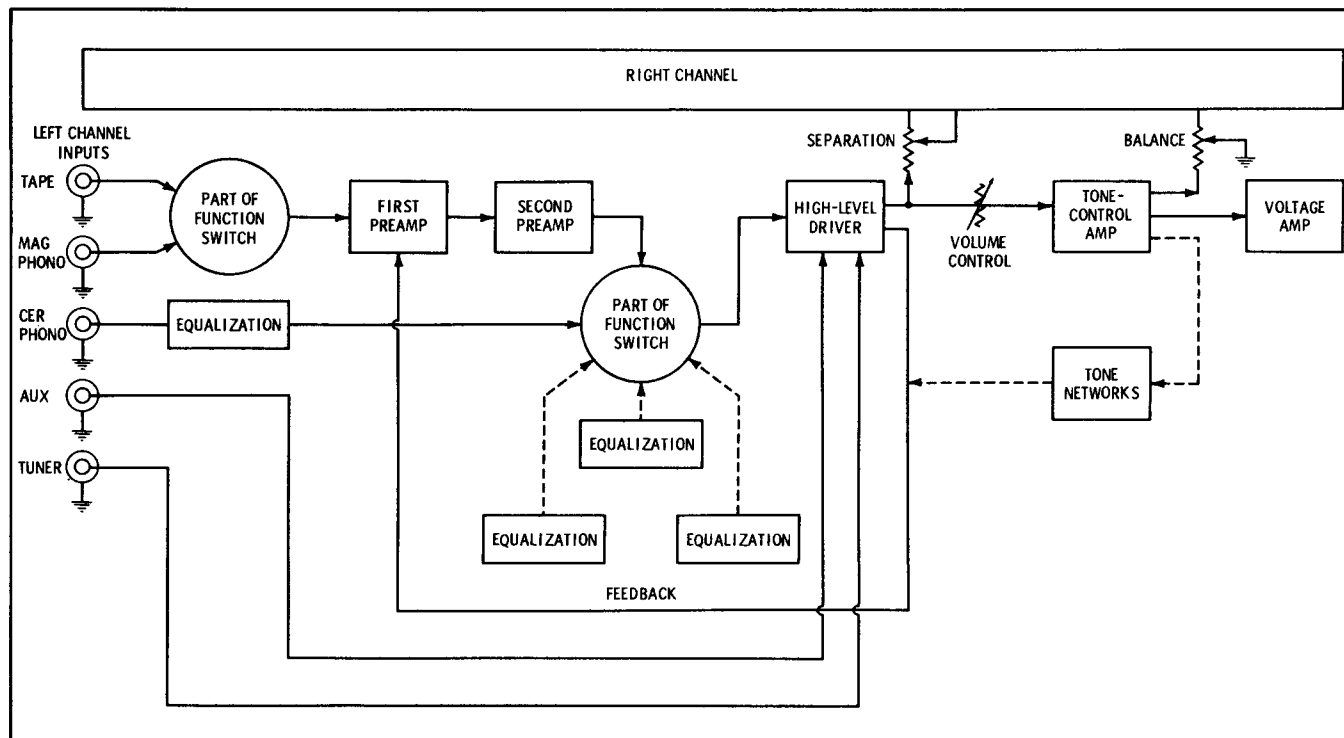 RIGHT CHANNEL
LEFT CHANNEL
INPUTS
TAPE
MAG
PHONO
CER
PHONO
AUX
TUNER
PART OF
FUNCTION
SWITCH
EQUALIZATION
FIRST
PREAMP
SECOND
PREAMP
PART OF
FUNCTION
SWITCH
EQUALIZATION
EQUALIZATION
EQUALIZATION
FEEDBACK
SEPARATION
HIGH-LEVEL
DRIVER
VOLUME
CONTROL
BALANCE
TONE-
CONTROL
AMP
VOLTAGE
AMP
TONE
NETWORKS